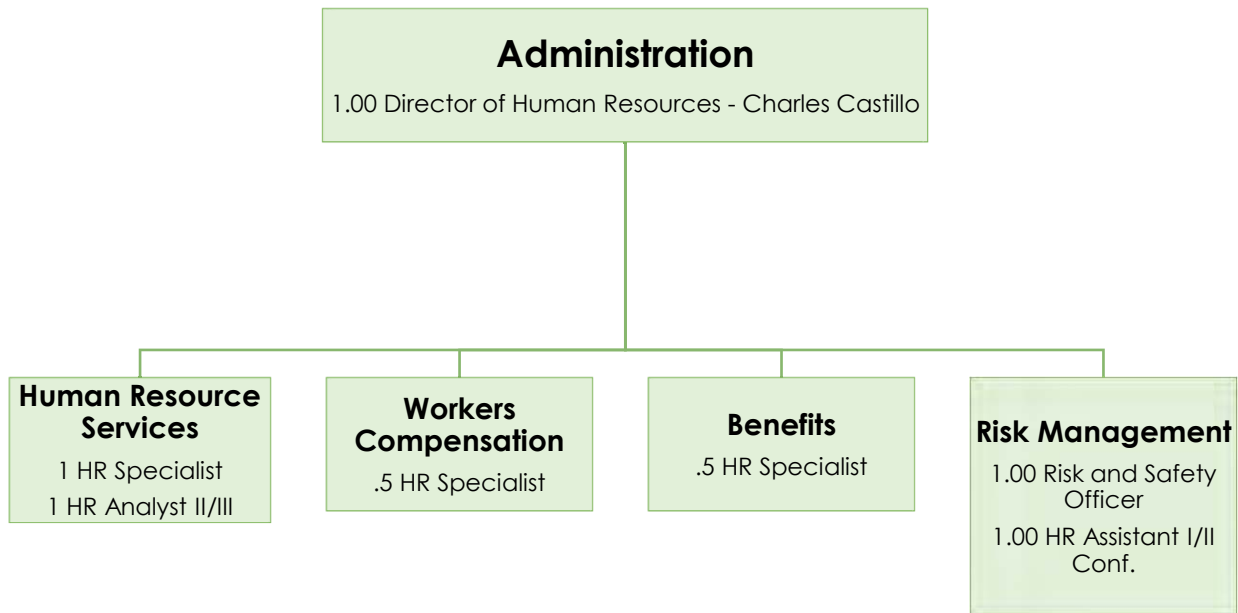 Administration
1.00 Director of Human Resources - Charles Castillo
Human Resource
Services
1 HR Specialist
1 HR Analyst II/III
Workers
Compensation
.5 HR Specialist
Benefits
.5 HR Specialist
Risk Management
1.00 Risk and Safety
Officer
1.00 HR Assistant I/II
Conf.